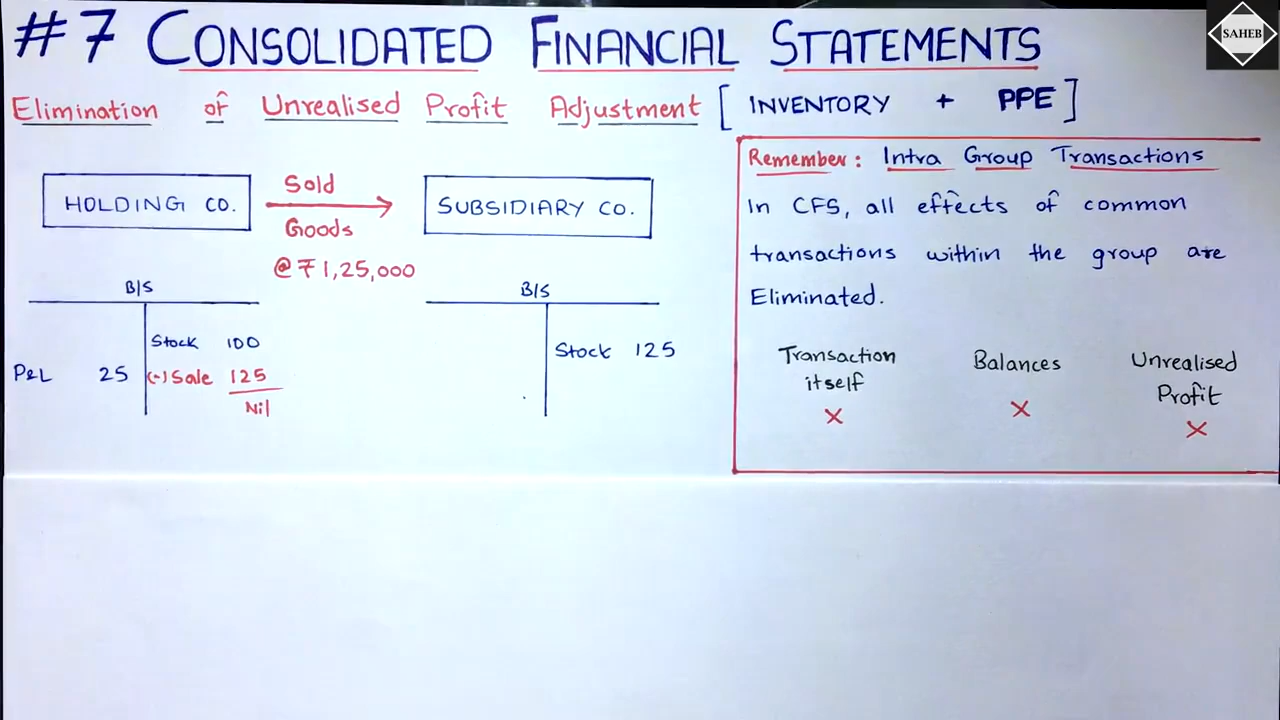 #7 CONSOLIDATED FINANCIAL STATEMENTS
SAHEB
Elimination of Unrealised Profit Adjustment [ INVENTORY + PPE ]
HOLDING CO.
Sold
Goods
@ ₹1,25,000
SUBSIDIARY CO.
B/S
Stock 100
P&L 25 (-) Sale 125
Nil
B/S
Stock 125
Remember: Intra Group Transactions
In CFS, all effects of common
transactions within the group are
Eliminated.
Transaction
itself
×
Balances
×
Unrealised
Profit
×